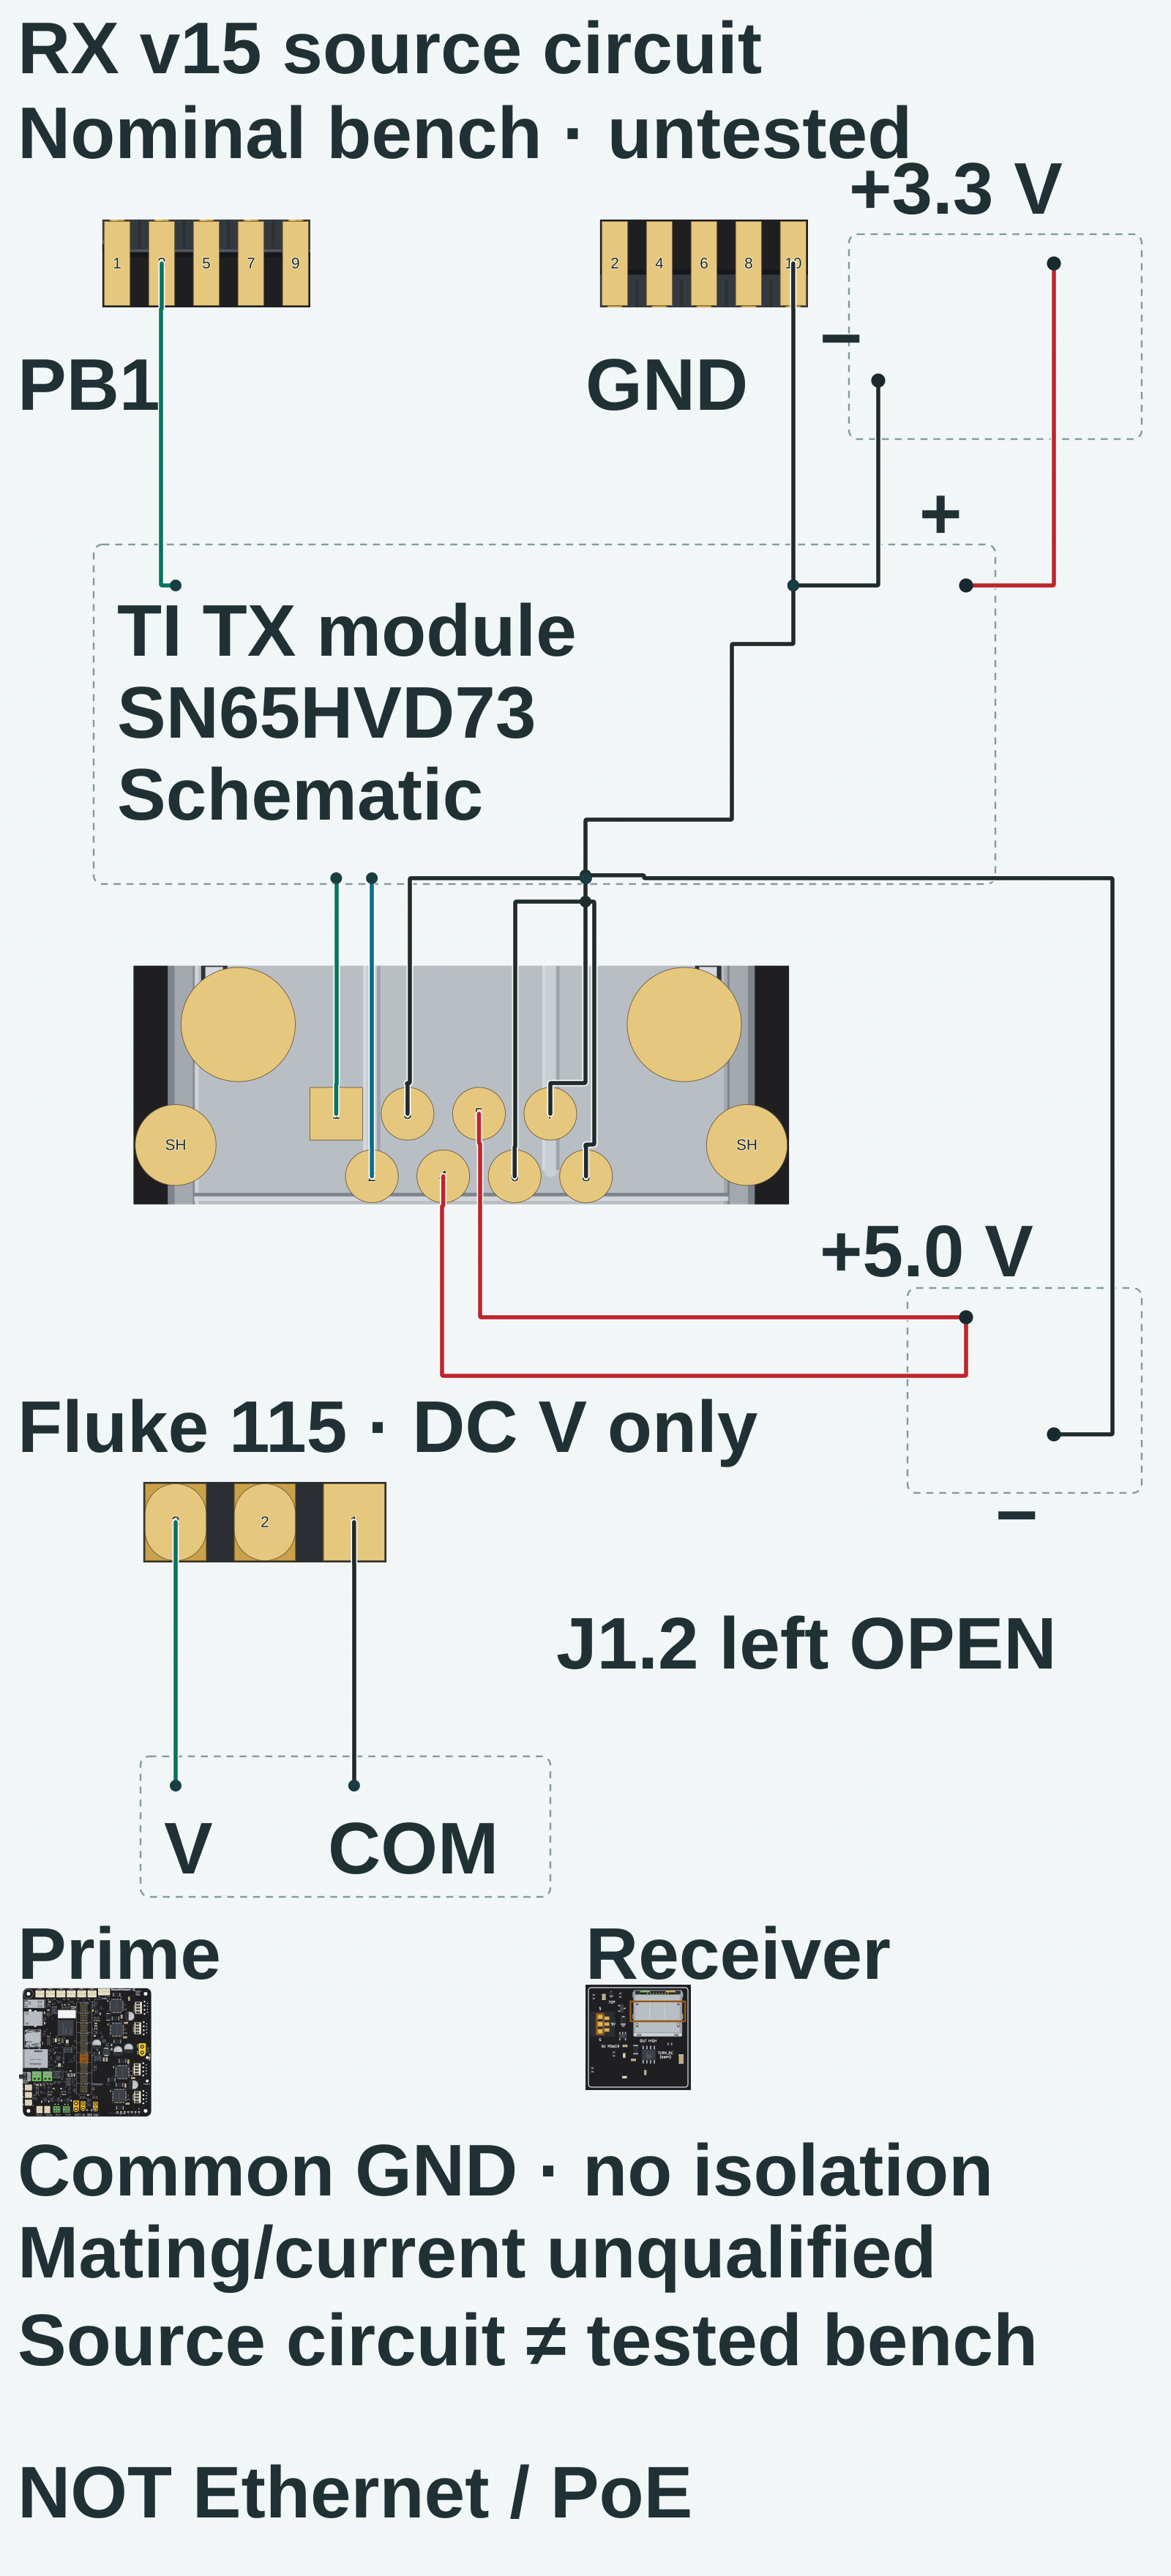 RX v15 source circuit
Nominal bench · untested
+3.3 V
1 5 7 9
2 4 6 8 10
−
PB1
GND
+
TI TX module
SN65HVD73
Schematic
SH
SH
+5.0 V
Fluke 115 · DC V only
−
2
J1.2 left OPEN
V COM
Prime
Receiver
Common GND · no isolation
Mating/current unqualified
Source circuit ≠ tested bench
NOT Ethernet / PoE